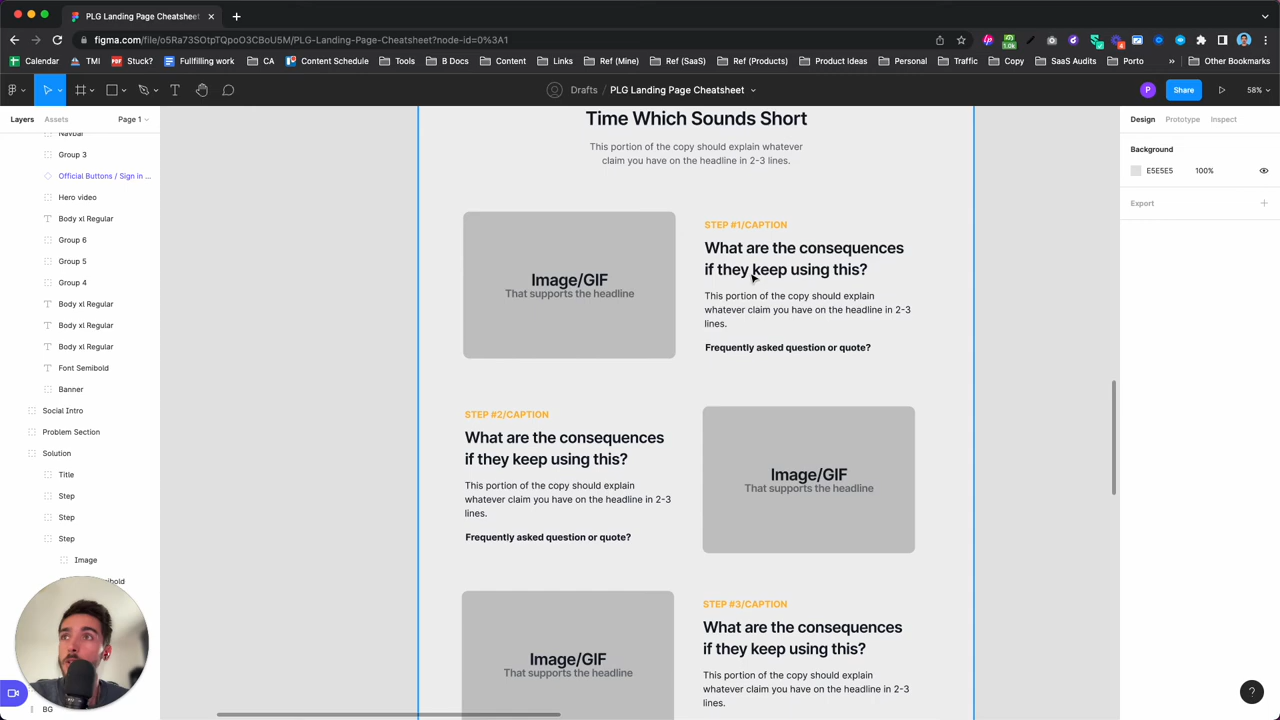 PLG Landing Page Cheatsheet
figma.com/file/o5Ra73SOtpTQpoO3CBoU5M/PLG-Landing-Page-Cheatsheet?node-id=0%3A1
1.0k
4
Calendar
TMI
PDF
Stuck?
Fullfilling work
CA
Content Schedule
Tools
B Docs
Content
Links
Ref (Mine)
Ref (SaaS)
Ref (Products)
Product Ideas
Personal
Traffic
Copy
SaaS Audits
Other Bookmarks
T
Drafts / PLG Landing Page Cheatsheet
P
Share
58%
Layers
Assets
Page 1
Navbar
Group 3
Official Buttons / Sign in ...
Hero video
Body xl Regular
Group 6
Group 5
Group 4
Body xl Regular
Body xl Regular
Body xl Regular
Font Semibold
Banner
Social Intro
Problem Section
Solution
Title
Step
Step
Step
Image
BG
Time Which Sounds Short
This portion of the copy should explain whatever
claim you have on the headline in 2-3 lines.
Image/GIF
That supports the headline
STEP #1/CAPTION
What are the consequences
if they keep using this?
This portion of the copy should explain
whatever claim you have on the headline in 2-3
lines.
Frequently asked question or quote?
STEP #2/CAPTION
What are the consequences
if they keep using this?
This portion of the copy should explain
whatever claim you have on the headline in 2-3
lines.
Frequently asked question or quote?
Image/GIF
That supports the headline
Image/GIF
That supports the headline
STEP #3/CAPTION
What are the consequences
if they keep using this?
This portion of the copy should explain
whatever claim you have on the headline in 2-3
lines.
Design
Prototype
Inspect
Background
E5E5E5
100%
Export
?